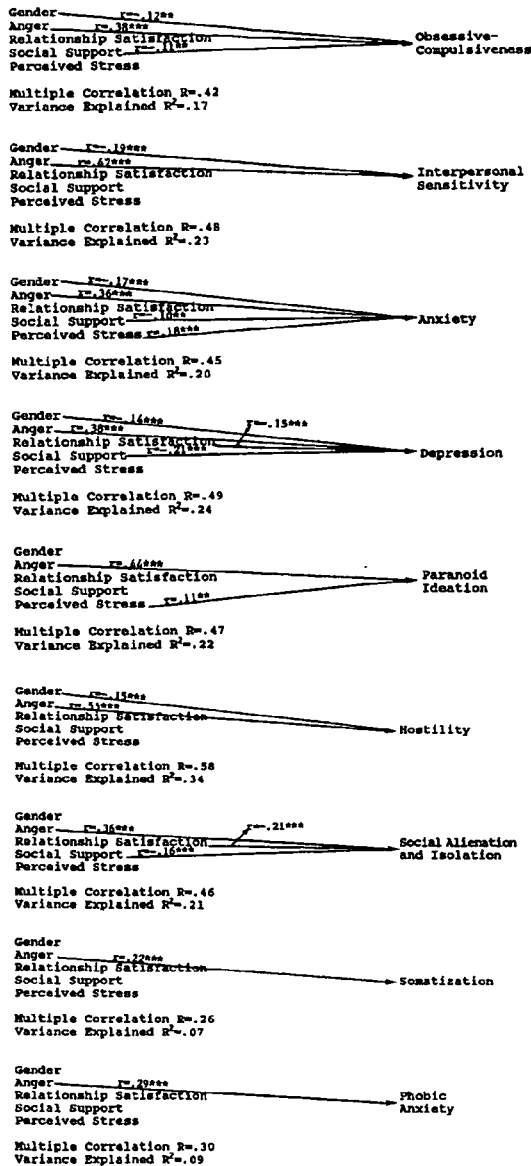 Gender r=-.12**
Anger r=.38***
Relationship Satisfaction
Social Support r=-.11**
Perceived Stress
Obsessive-
Compulsiveness
Multiple Correlation R=.42
Variance Explained R²=.17
Gender r=-.19***
Anger
Relationship Satisfaction
Social Support
Perceived Stress
Interpersonal
Sensitivity
Multiple Correlation R=.48
Variance Explained R²=.23
Gender r=-.17***
Anger r=.36***
Relationship Satisfaction
Social Support r=-.10**
Perceived Stress r=.18***
Anxiety
Multiple Correlation R=.45
Variance Explained R²=.20
Gender r=-.14***
Anger r=.38*** r=-.15***
Relationship Satisfaction
Social Support r=-.21***
Perceived Stress
Depression
Multiple Correlation R=.49
Variance Explained R²=.24
Gender
Anger r=.44***
Relationship Satisfaction
Social Support
Perceived Stress r=.11**
Paranoid
Ideation
Multiple Correlation R=.47
Variance Explained R²=.22
Gender r=-.15***
Anger r=.53***
Relationship Satisfaction
Social Support
Perceived Stress
Hostility
Multiple Correlation R=.58
Variance Explained R²=.34
Gender
Anger r=.36*** r=-.21***
Relationship Satisfaction
Social Support r=-.16***
Perceived Stress
Social Alienation
and Isolation
Multiple Correlation R=.46
Variance Explained R²=.21
Gender
Anger r=.22***
Relationship Satisfaction
Social Support
Perceived Stress
Somatization
Multiple Correlation R=.26
Variance Explained R²=.07
Gender
Anger r=.29***
Relationship Satisfaction
Social Support
Perceived Stress
Phobic
Anxiety
Multiple Correlation R=.30
Variance Explained R²=.09